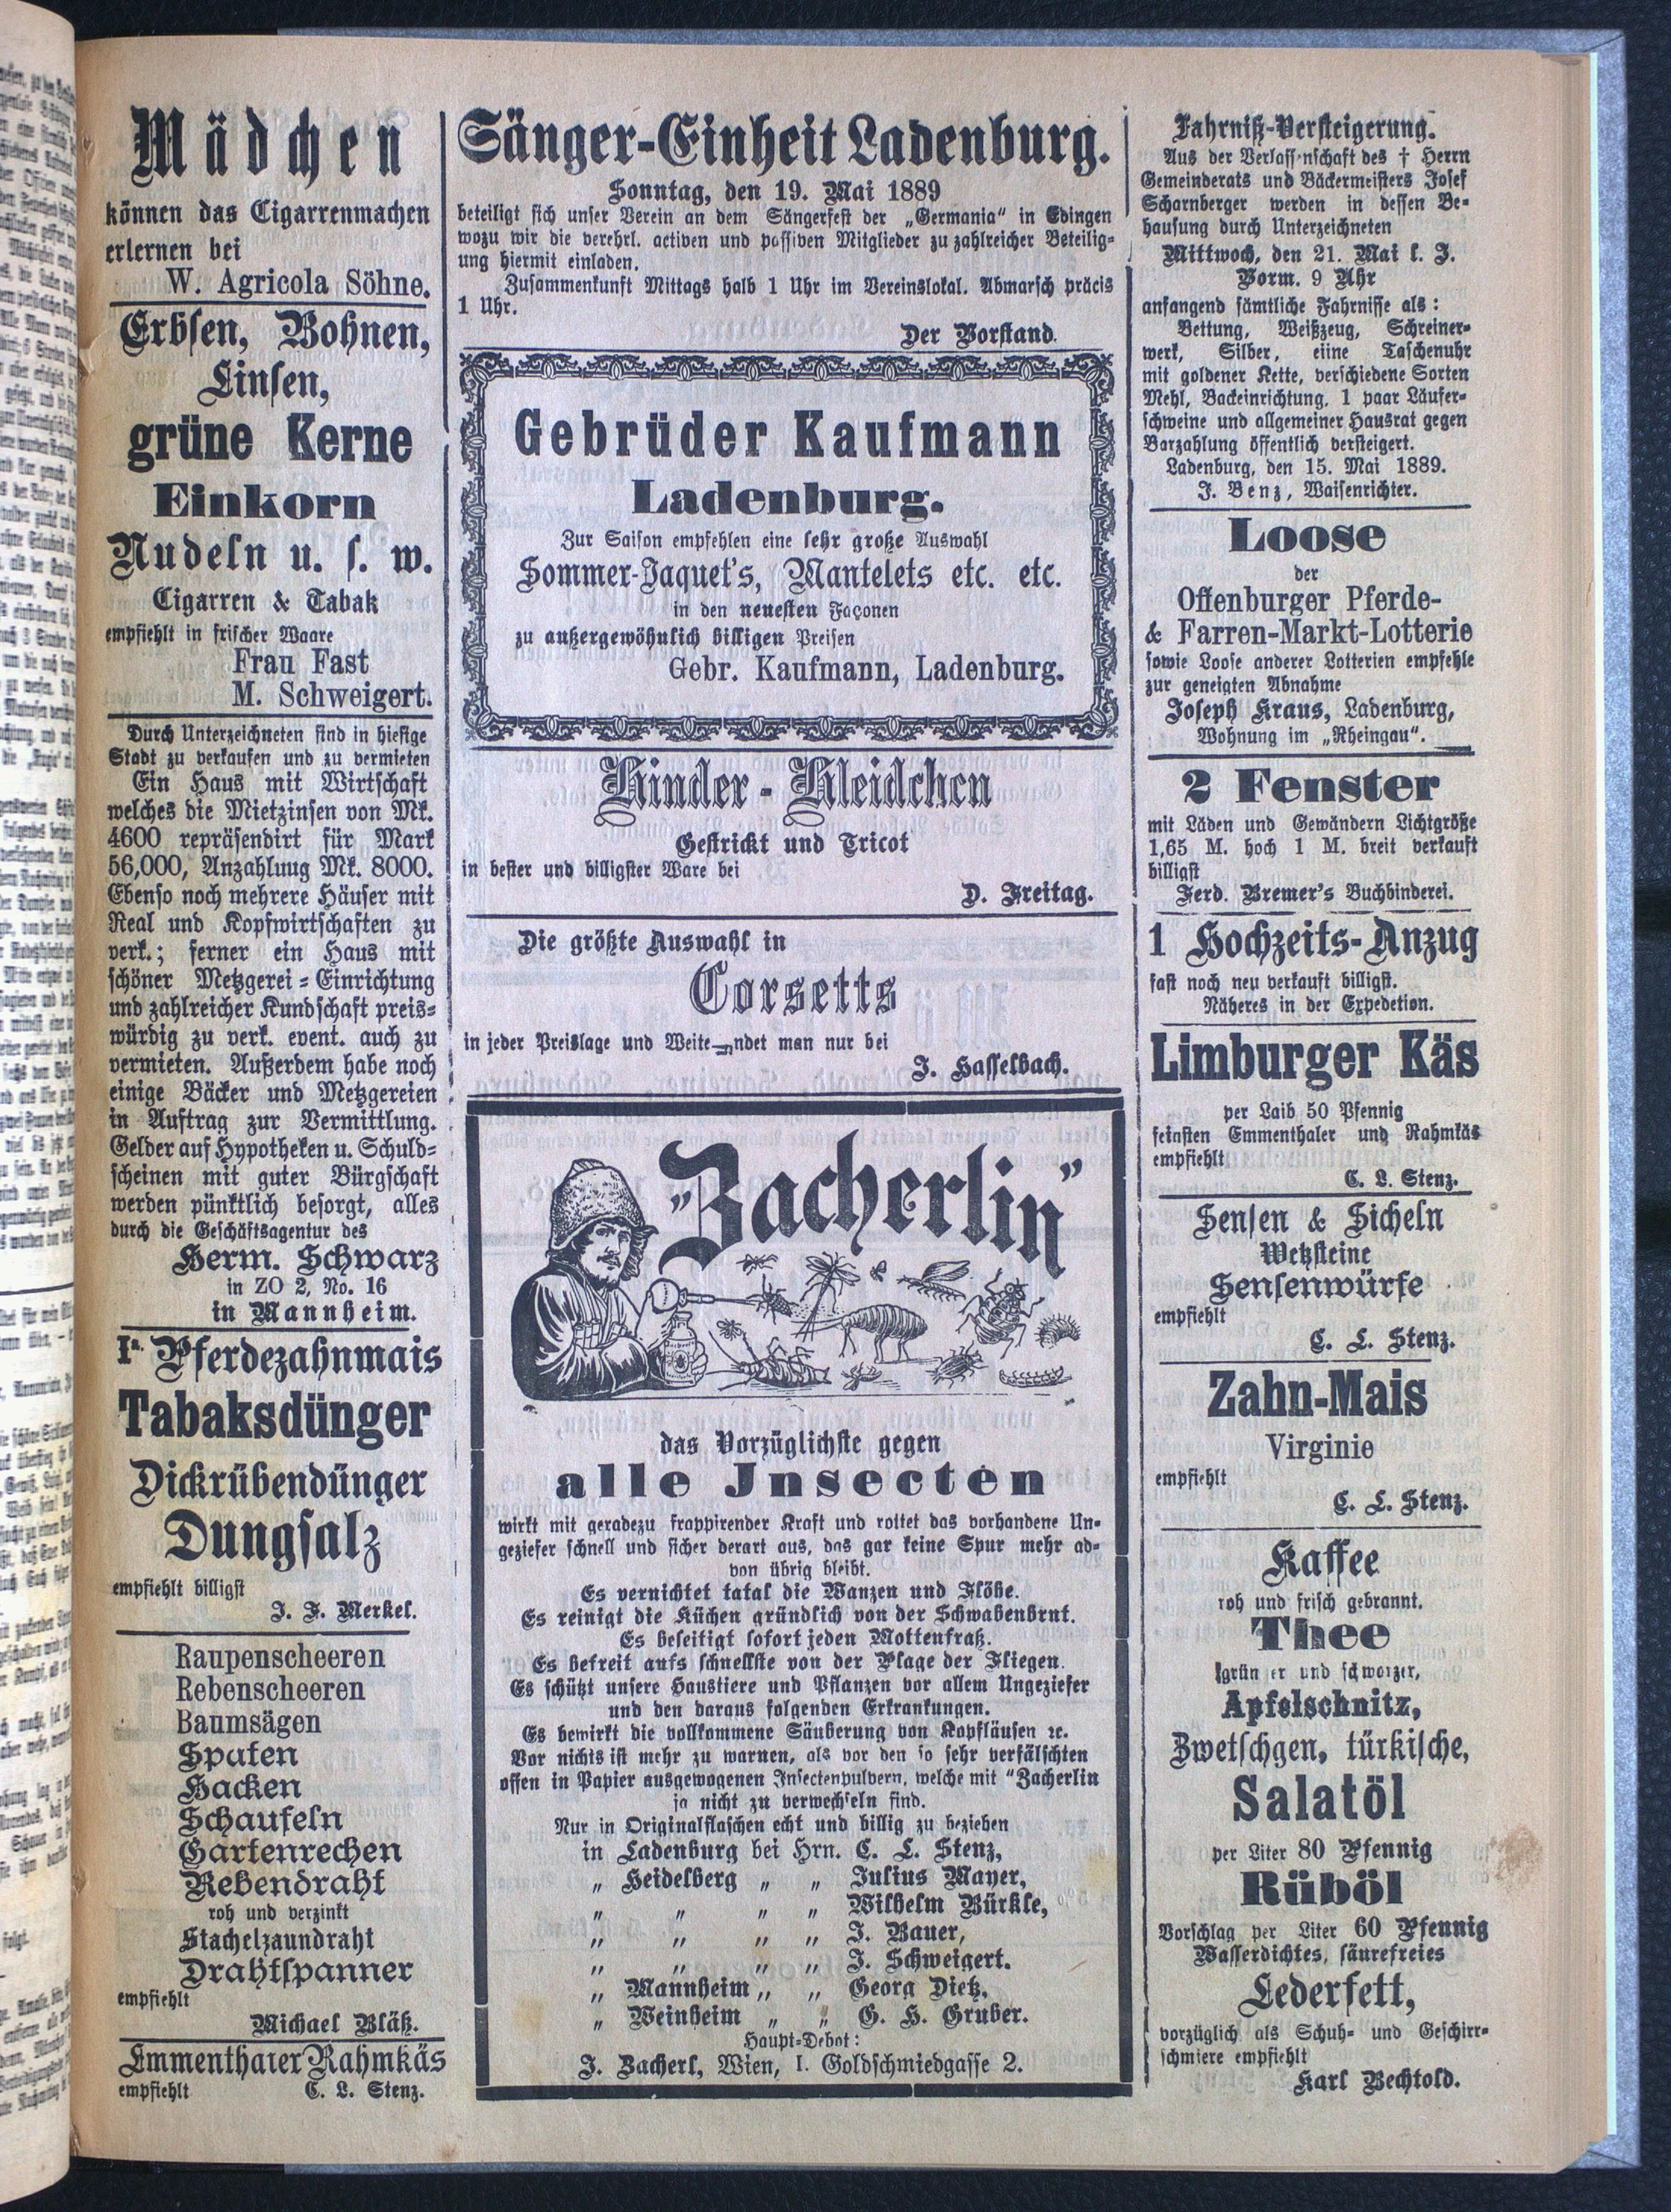 Mädchen
können das Cigarrenmachen
erlernen bei
W. Agricola Söhne.
Erbsen, Bohnen,
Linsen,
grüne Kerne
Einkorn
Nudeln u. s. w.
Cigarren & Tabak
empfiehlt in frischer Waare
Frau Fast
M. Schweigert.
Durch Unterzeichneten sind in hiesige
Stadt zu verkaufen und zu vermieten
Ein Haus mit Wirtschaft
welches die Mietzinsen von Mk.
4600 repräsendirt für Mark
56,000, Anzahlung Mk. 8000.
Ebenso noch mehrere Häuser mit
Real und Kopfwirtschaften zu
verk.; ferner ein Haus mit
schöner Metzgerei-Einrichtung
und zahlreicher Kundschaft preis-
würdig zu verk. event. auch zu
vermieten. Außerdem habe noch
einige Bäcker und Metzgereien
in Auftrag zur Vermittlung.
Gelder auf Hypotheken u. Schuld-
scheinen mit guter Bürgschaft
werden pünktlich besorgt, alles
durch die Geschäftsagentur des
Herm. Schwarz
in ZO 2, No. 16
in Mannheim.
Ia. Pferdezahnmais
Tabaksdünger
Dickrübendünger
Dungsalz
empfiehlt billigst
J. F. Merkel.
Raupenscheeren
Rebenscheeren
Baumsägen
Spaten
Hacken
Schaufeln
Gartenrechen
Rebendraht
roh und verzinkt
Stachelzaundraht
Drahtspanner
empfiehlt
Michael Bläß.
Emmenthaler Rahmkäs
empfiehlt C. L. Stenz.
Sänger-Einheit Ladenburg.
Sonntag, den 19. Mai 1889
beteiligt sich unser Verein an dem Sängerfest der „Germania“ in Edingen
wozu wir die verehrl. activen und passiven Mitglieder zu zahlreicher Beteilig-
ung hiermit einladen.
Zusammenkunft Mittags halb 1 Uhr im Vereinslokal. Abmarsch präcis
1 Uhr.
Der Vorstand.
Gebrüder Kaufmann
Ladenburg.
Zur Saison empfehlen eine sehr große Auswahl
Sommer-Jaquet's, Mantelets etc. etc.
in den neuesten Façonen
zu außergewöhnlich billigen Preisen
Gebr. Kaufmann, Ladenburg.
Kinder-Kleidchen
Gestrickt und Tricot
in bester und billigster Ware bei
D. Freitag.
Die größte Auswahl in
Corsetts
in jeder Preislage und Weite ndet man nur bei
J. Hasselbach.
„Zacherlin“
das Vorzüglichste gegen
alle Insecten
wirkt mit geradezu frappirender Kraft und rottet das vorhandene Un-
geziefer schnell und sicher derart aus, das gar keine Spur mehr ad-
von übrig bleibt.
Es vernichtet tatal die Wanzen und Flöhe.
Es reinigt die Küchen gründlich von der Schwabenbrut.
Es beseitigt sofort jeden Mottenfraß.
Es befreit aufs schnellste von der Plage der Fliegen.
Es schützt unsere Haustiere und Pflanzen vor allem Ungeziefer
und den daraus folgenden Erkrankungen.
Es bewirkt die vollkommene Säuberung von Kopfläusen ꝛc.
Vor nichts ist mehr zu warnen, als vor den so sehr verfälschten
offen in Papier ausgewogenen Insectenpulvern, welche mit “Zacherlin
ja nicht zu verwechseln sind.
Nur in Originalflaschen echt und billig zu beziehen
in Ladenburg bei Hrn. C. L. Stenz,
„ Heidelberg „ „ Julius Mayer,
„ „ „ „ Wilhelm Bürkle,
„ „ „ „ J. Bauer,
„ „ „ „ J. Schweigert.
„ Mannheim „ „ Georg Dietz,
„ Weinheim „ „ G. H. Gruber.
Haupt-Debot:
J. Zacherl, Wien, I. Goldschmiedgasse 2.
Fahrniß-Versteigerung.
Aus der Verlassenschaft des † Herrn
Gemeinderats und Bäckermeisters Josef
Scharnberger werden in dessen Be-
hausung durch Unterzeichneten
Mittwoch, den 21. Mai l. J.
Vorm. 9 Uhr
anfangend sämtliche Fahrnisse als:
Bettung, Weißzeug, Schreiner-
werk, Silber, eiine Taschenuhr
mit goldener Kette, verschiedene Sorten
Mehl, Backeinrichtung, 1 paar Läufer-
schweine und allgemeiner Hausrat gegen
Barzahlung öffentlich versteigert.
Ladenburg, den 15. Mai 1889.
J. Benz, Waisenrichter.
Loose
der
Offenburger Pferde-
& Farren-Markt-Lotterie
sowie Loose anderer Lotterien empfehle
zur geneigten Abnahme
Joseph Kraus, Ladenburg,
Wohnung im „Rheingau“.
2 Fenster
mit Läden und Gewändern Lichtgröße
1,65 M. hoch 1 M. breit verkauft
billigst
Ferd. Bremer's Buchbinderei.
1 Hochzeits-Anzug
fast noch neu verkauft billigst.
Näheres in der Expedetion.
Limburger Käs
per Laib 50 Pfennig
feinsten Emmenthaler und Rahmkäs
empfiehlt
C. L. Stenz.
Sensen & Sicheln
Wetzsteine
Sensenwürfe
empfiehlt
C. L. Stenz.
Zahn-Mais
Virginie
empfiehlt
C. L. Stenz.
Kaffee
roh und frisch gebrannt.
Thee
grüner und schwarzer,
Apfelschnitz,
Zwetschgen, türkische,
Salatöl
per Liter 80 Pfennig
Rüböl
Vorschlag per Liter 60 Pfennig
Wasserdichtes, säurefreies
Lederfett,
vorzüglich als Schuh- und Geschirr-
schmiere empfiehlt
Karl Bechtold.